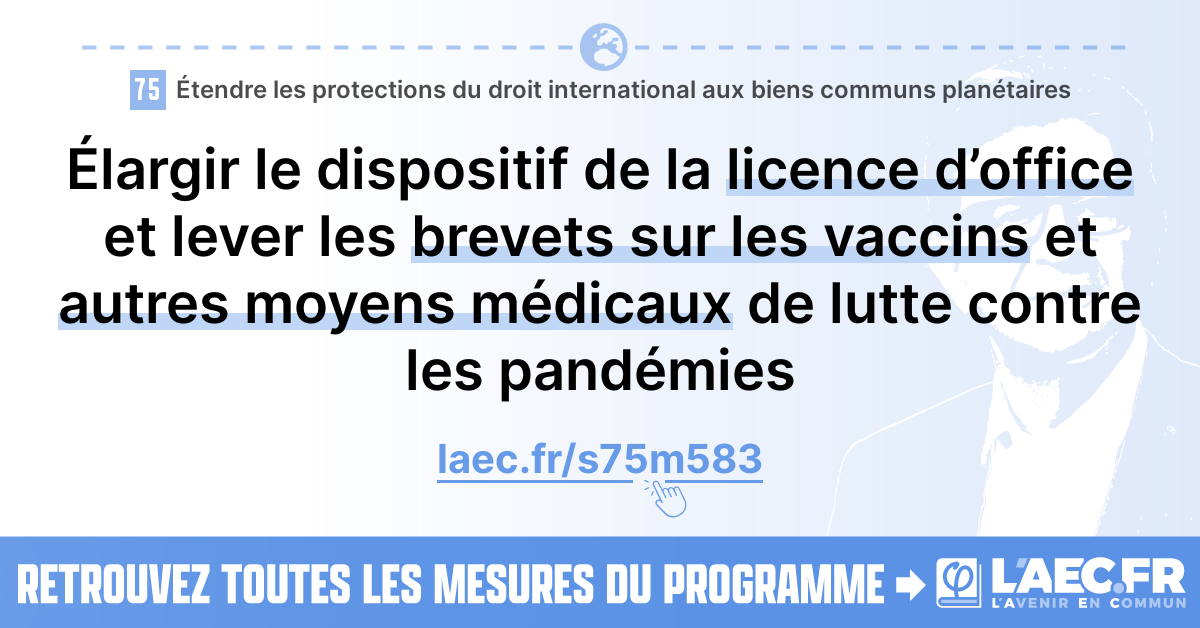 75 Étendre les protections du droit international aux biens communs planétaires
Élargir le dispositif de la licence d’office
et lever les brevets sur les vaccins et
autres moyens médicaux de lutte contre
les pandémies
laec.fr/s75m583
RETROUVEZ TOUTES LES MESURES DU PROGRAMME
φ L'AEC.FR
L'AVENIR EN COMMUN